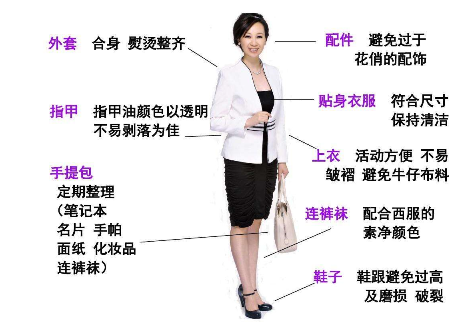 外套 合身 熨烫整齐
指甲 指甲油颜色以透明
不易剥落为佳
手提包
定期整理
（笔记本
名片 手帕
面纸 化妆品
连裤袜）
配件 避免过于
花俏的配饰
贴身衣服 符合尺寸
保持清洁
上衣 活动方便 不易
皱褶 避免牛仔布料
连裤袜 配合西服的
素净颜色
鞋子 鞋跟避免过高
及磨损 破裂